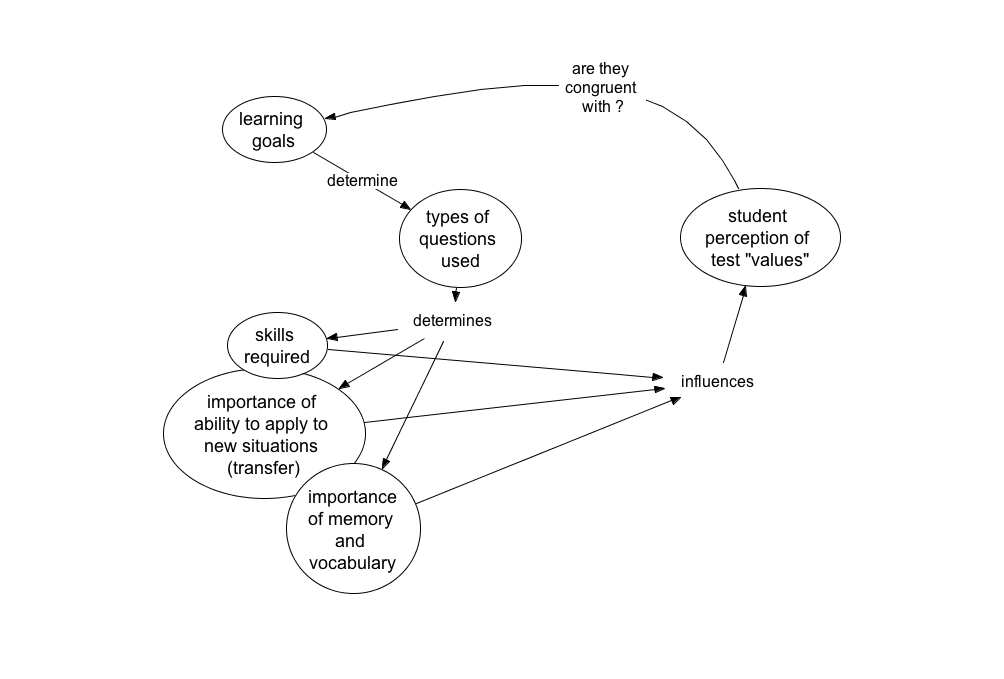 are they
congruent
with ?
learning
goals
determine
types of
questions
used
student
perception of
test "values"
determines
skills
required
influences
importance of
ability to apply to
new situations
(transfer)
importance
of memory
and
vocabulary